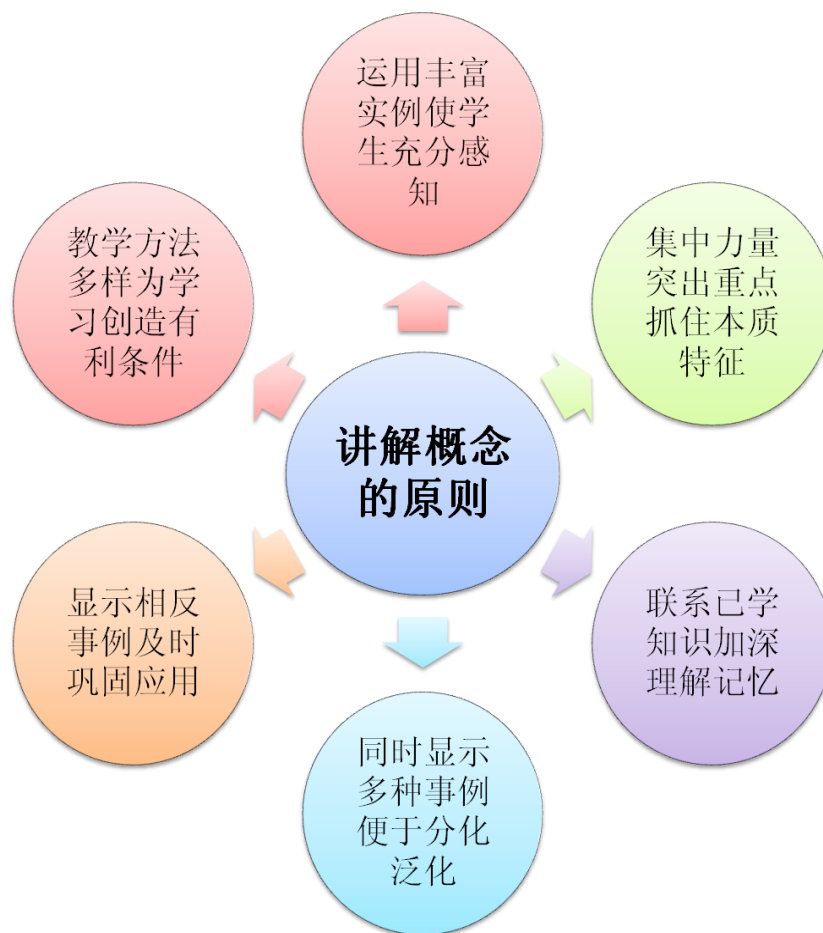 运用丰富
实例使学
生充分感
知
集中力量
突出重点
抓住本质
特征
联系已学
知识加深
理解记忆
同时显示
多种事例
便于分化
泛化
显示相反
事例及时
巩固应用
教学方法
多样为学
习创造有
利条件
讲解概念
的原则